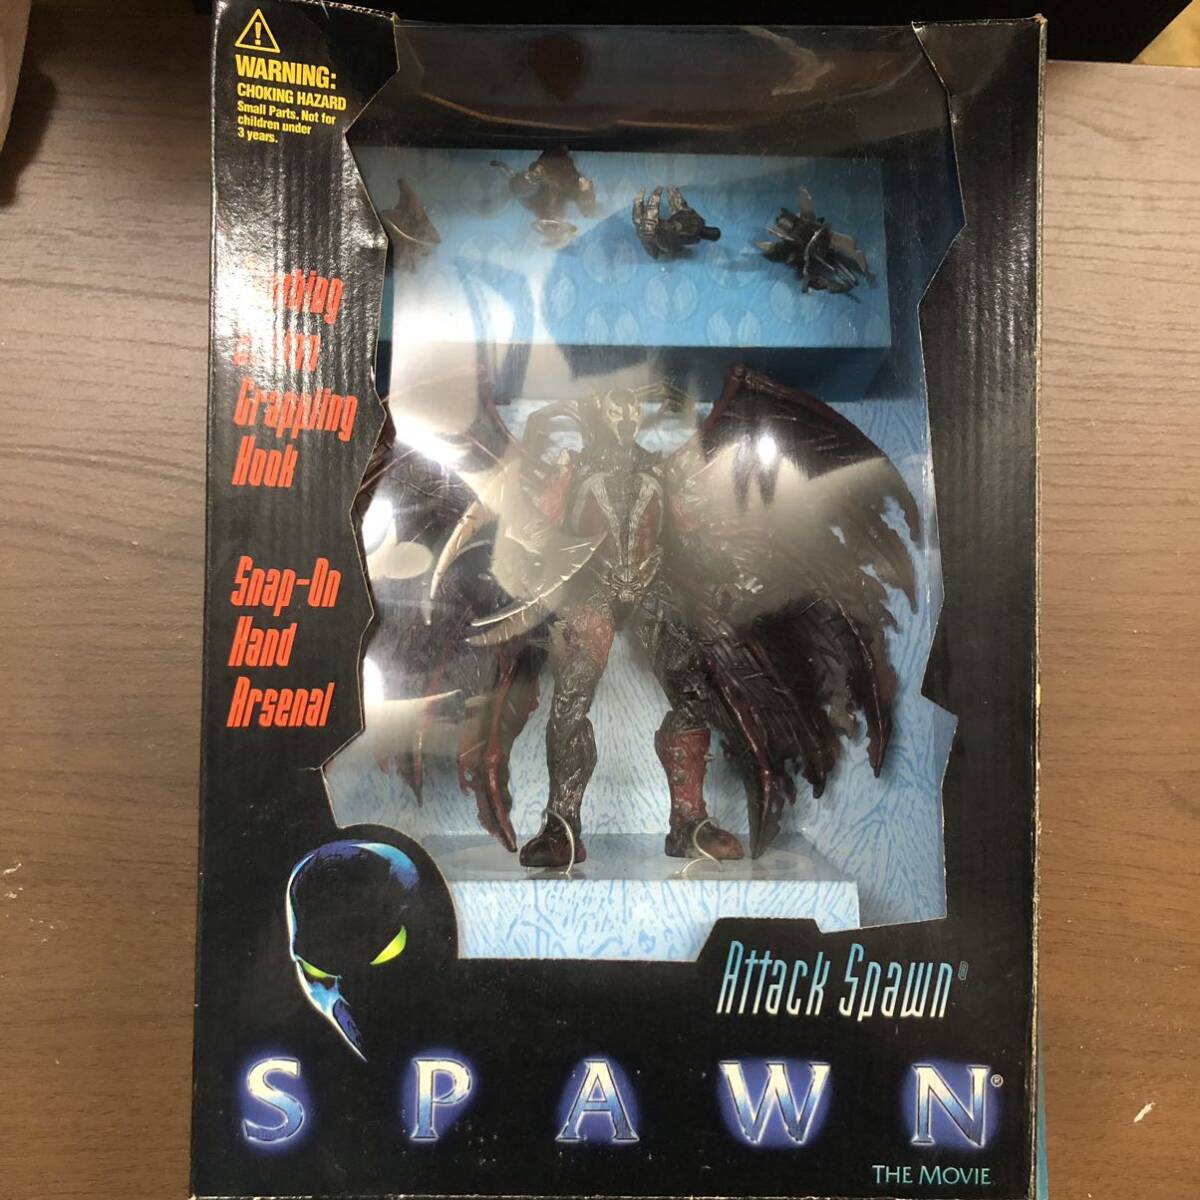 WARNING:
CHOKING HAZARD
Small Parts. Not for
children under
3 years.
Grappling
Hook
Snap-On
Hand
Arsenal
Attack Spawn®
SPAWN®
THE MOVIE